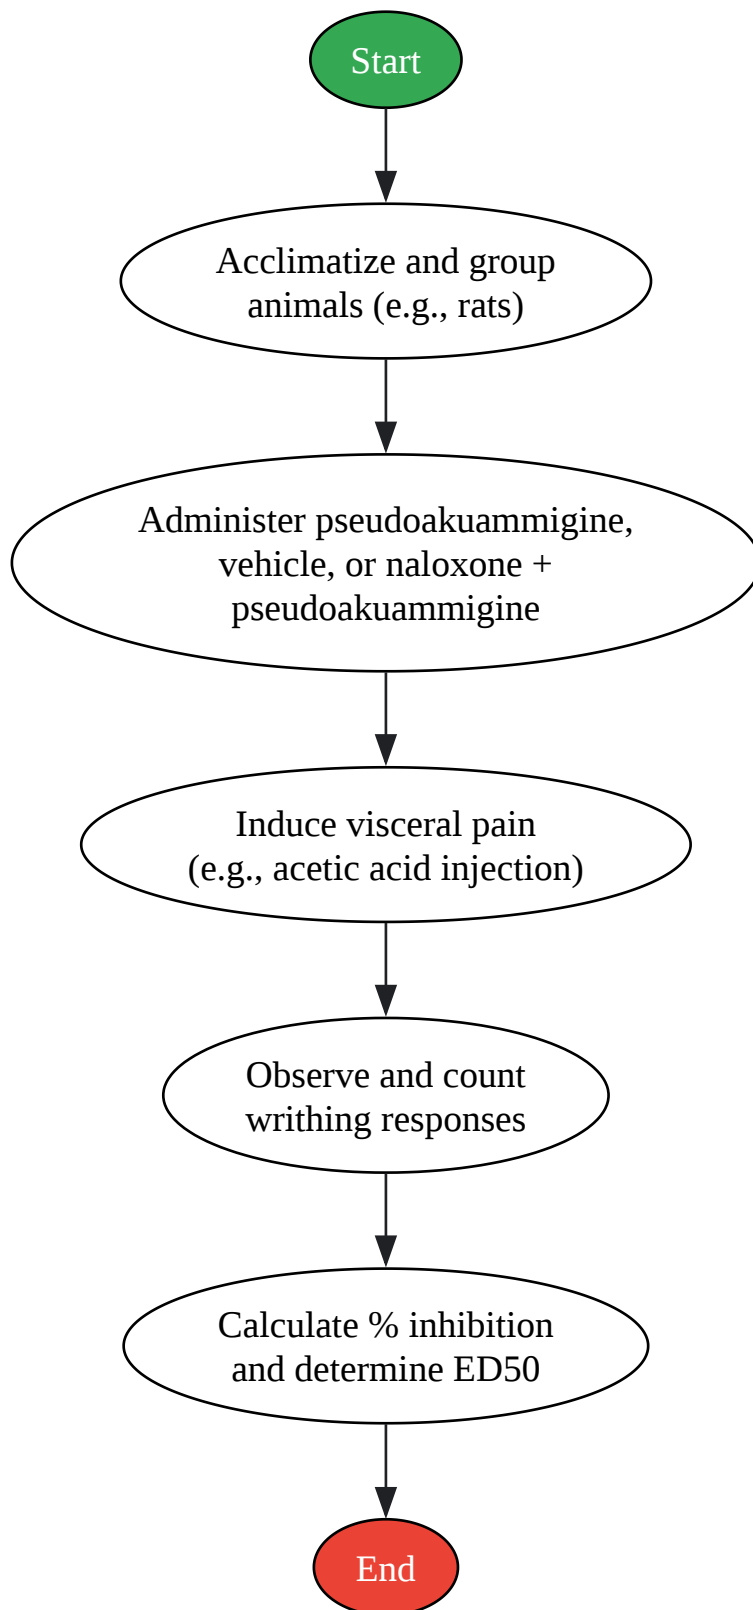 Start
Acclimatize and group
animals (e.g., rats)
Administer pseudoakuammigine,
vehicle, or naloxone +
pseudoakuammigine
Induce visceral pain
(e.g., acetic acid injection)
Observe and count
writhing responses
Calculate % inhibition
and determine ED50
End